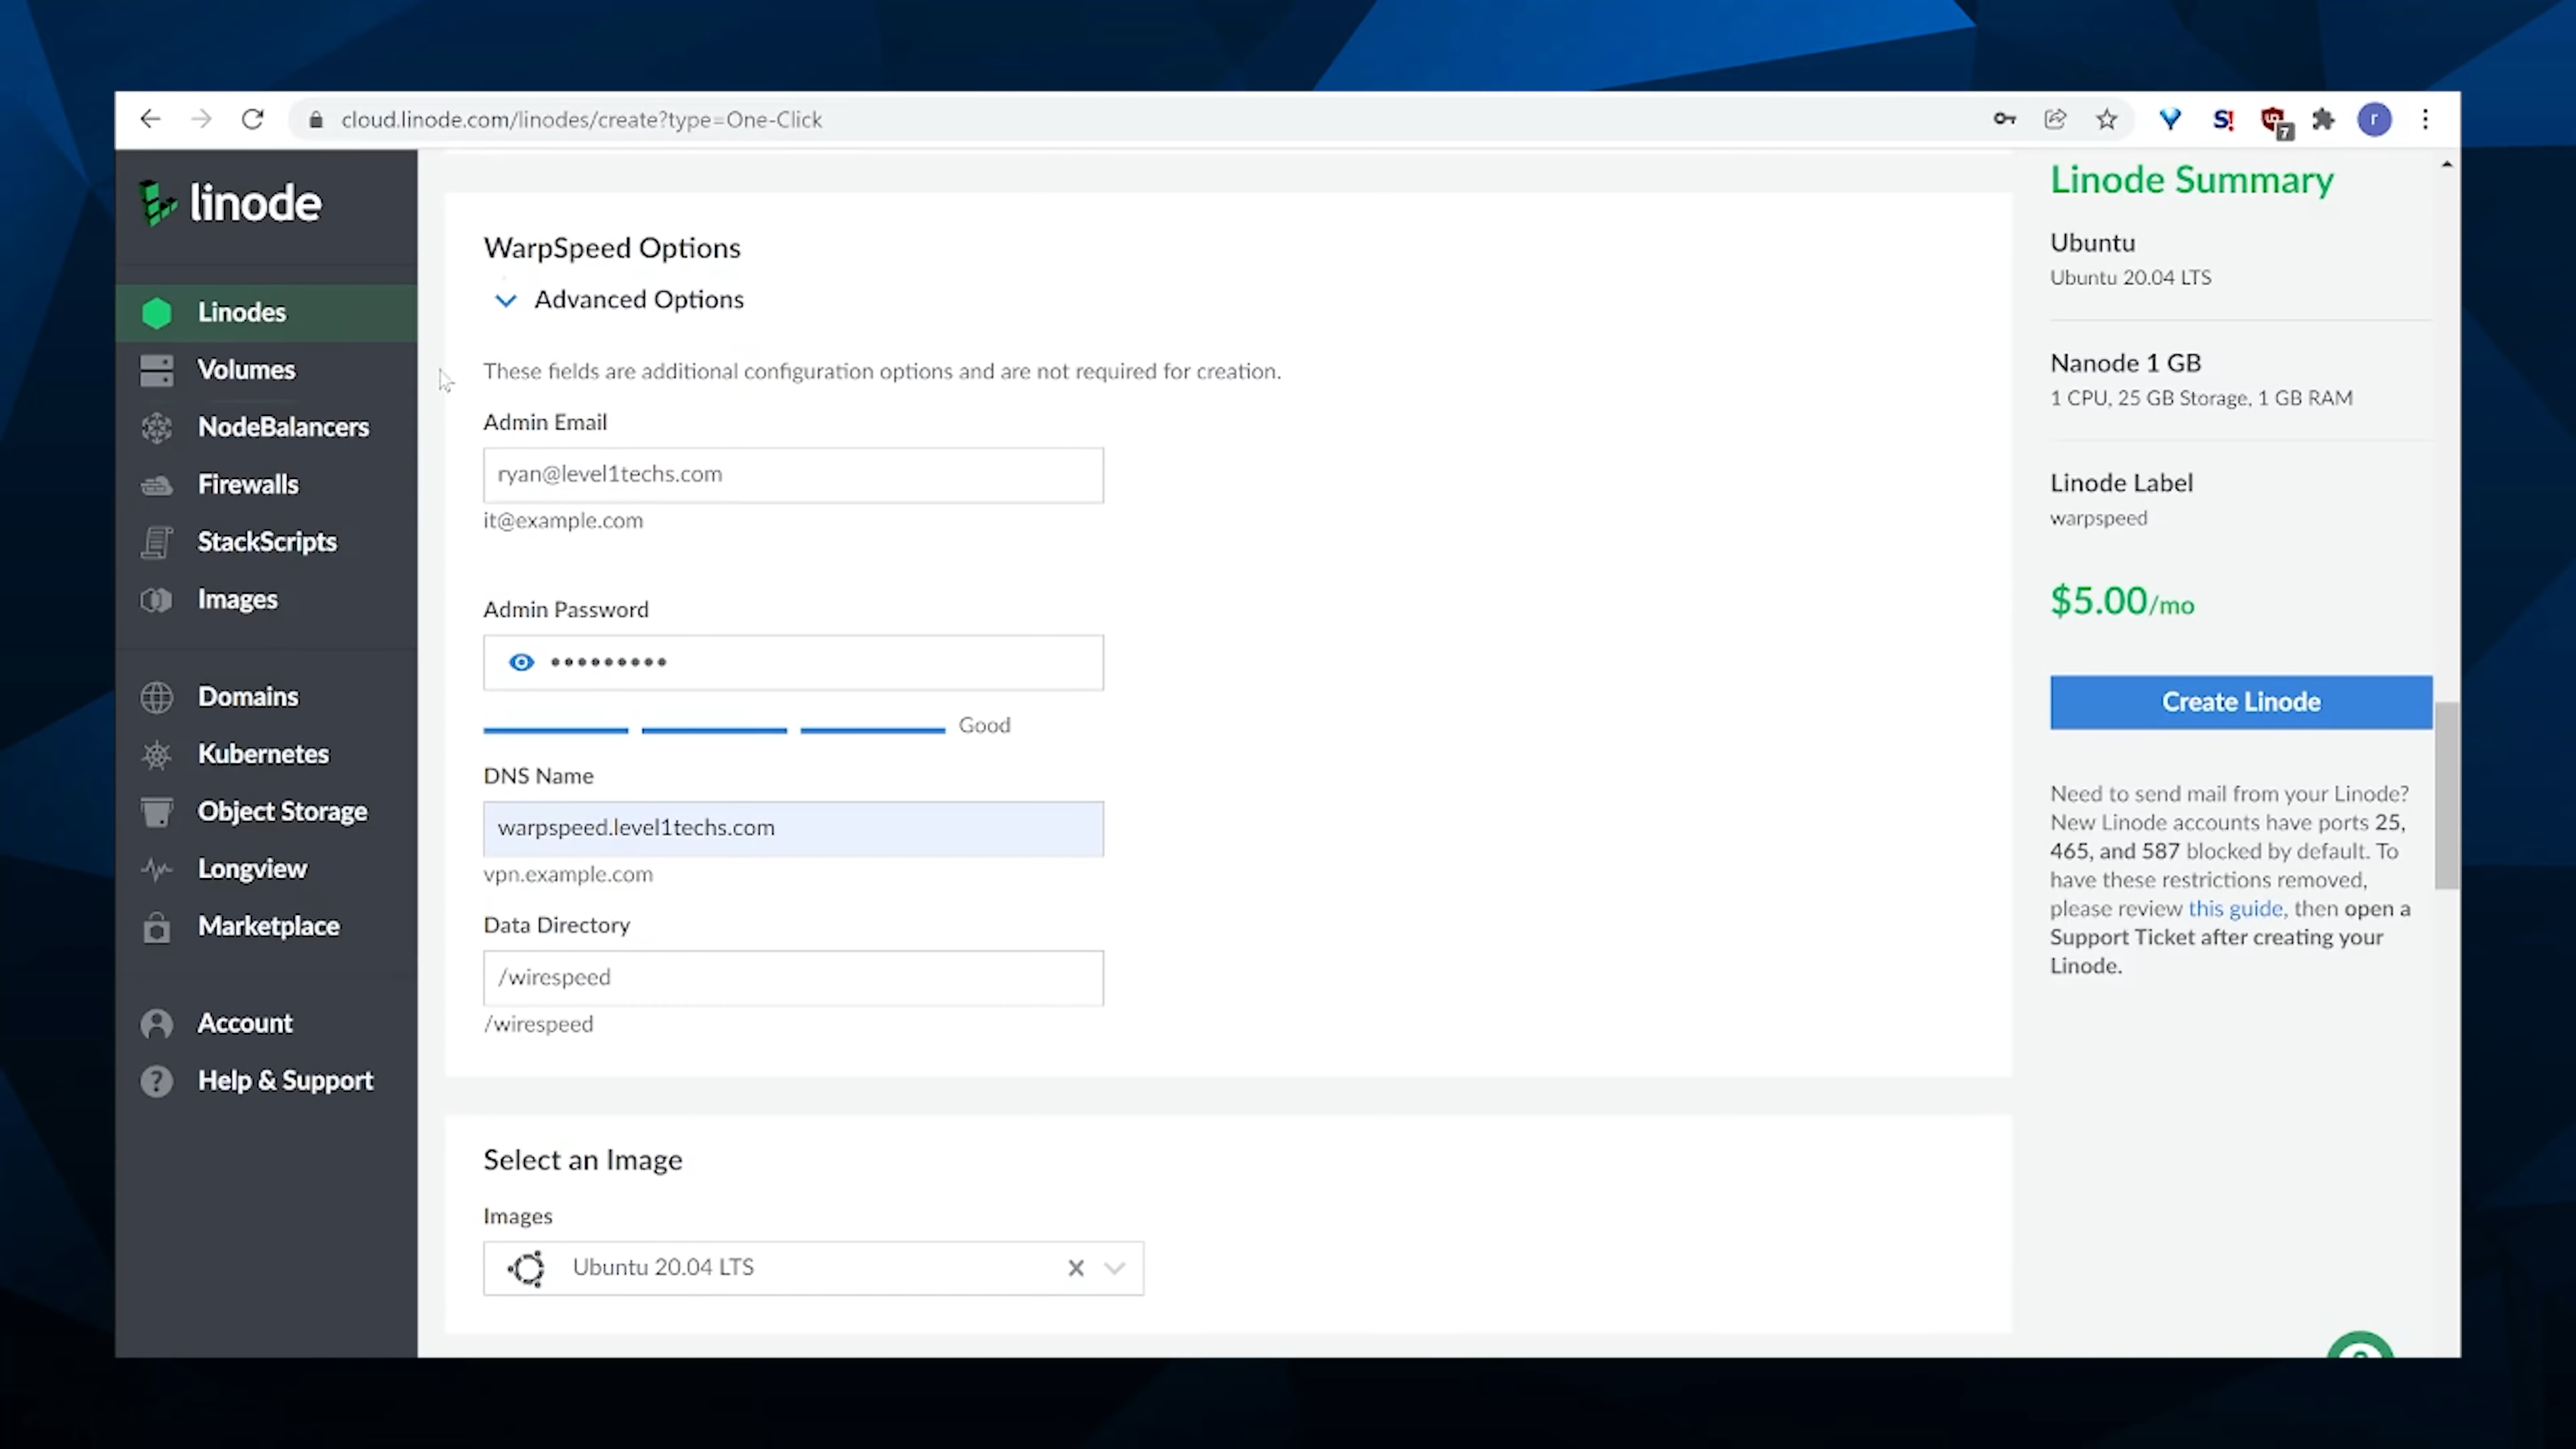 cloud.linode.com/linodes/create?type=One-Click
S!
7
r
linode
Linodes
Volumes
NodeBalancers
Firewalls
StackScripts
Images
Domains
Kubernetes
Object Storage
Longview
Marketplace
Account
Help & Support
WarpSpeed Options
Advanced Options
These fields are additional configuration options and are not required for creation.
Admin Email
ryan@level1techs.com
it@example.com
Admin Password
•••••••••
Good
DNS Name
warpspeed.level1techs.com
vpn.example.com
Data Directory
/wirespeed
/wirespeed
Select an Image
Images
Ubuntu 20.04 LTS
Linode Summary
Ubuntu
Ubuntu 20.04 LTS
Nanode 1 GB
1 CPU, 25 GB Storage, 1 GB RAM
Linode Label
warpspeed
$5.00/mo
Create Linode
Need to send mail from your Linode?
New Linode accounts have ports 25,
465, and 587 blocked by default. To
have these restrictions removed,
please review this guide, then open a
Support Ticket after creating your
Linode.